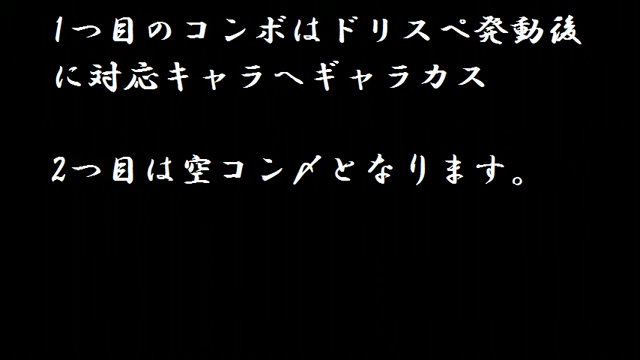 1つ目のコンボはドリスペ発動後
に対応キャラへギャラカス
2つ目は空コン〆となります。